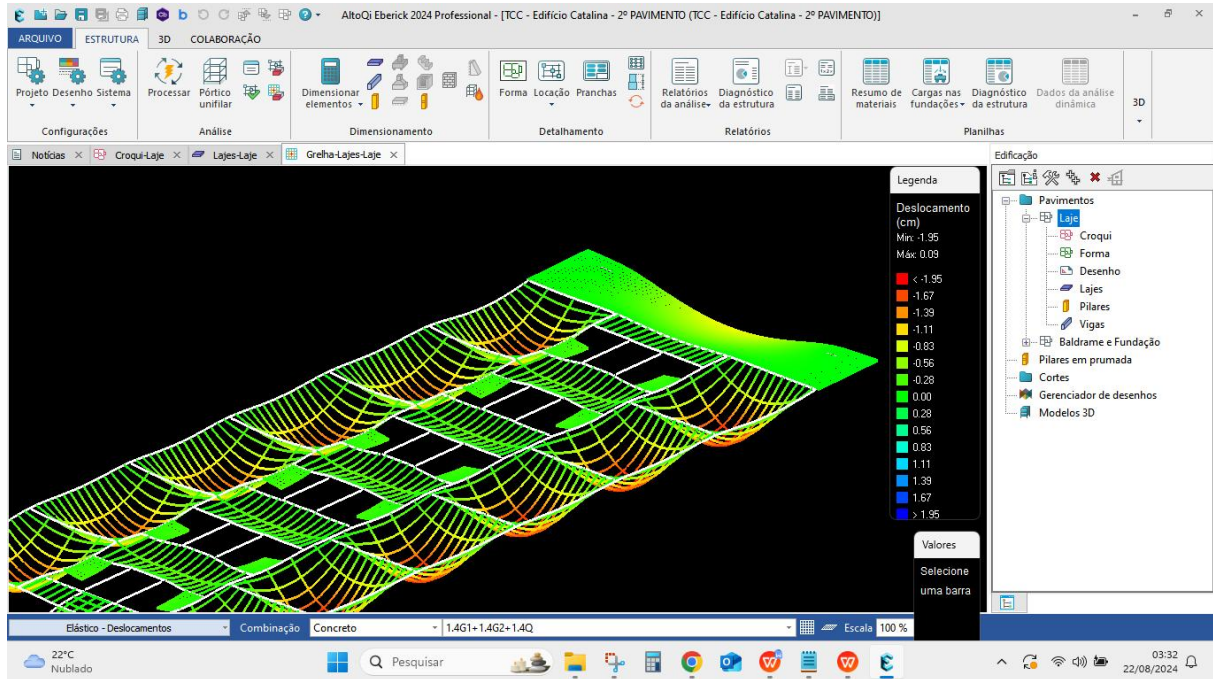 AltoQi Eberick 2024 Professional - [TCC - Edifício Catalina - 2º PAVIMENTO (TCC - Edifício Catalina - 2º PAVIMENTO)]
ARQUIVO ESTRUTURA 3D COLABORAÇÃO
Projeto Desenho Sistema
Configurações
Processar Pórtico unifilar
Análise
Dimensionar elementos
Dimensionamento
Forma Locação Pranchas
Detalhamento
Relatórios da análise Diagnóstico da estrutura
Relatórios
Resumo de materiais Cargas nas fundações Diagnóstico da estrutura Dados da análise dinâmica
Planilhas
3D
Notícias Croqui-Laje Lajes-Laje Grelha-Lajes-Laje
Legenda
Deslocamento
(cm)
Min: -1.95
Máx: 0.09
< -1.95
-1.67
-1.39
-1.11
-0.83
-0.56
-0.28
0.00
0.28
0.56
0.83
1.11
1.39
1.67
> 1.95
Valores
Selecione
uma barra
Edificação
Pavimentos
Laje
Croqui
Forma
Desenho
Lajes
Pilares
Vigas
Baldrame e Fundação
Pilares em prumada
Cortes
Gerenciador de desenhos
Modelos 3D
Elástico - Deslocamentos Combinação Concreto 1.4G1+1.4G2+1.4Q Escala 100 %
22°C
Nublado
Pesquisar
03:32
22/08/2024